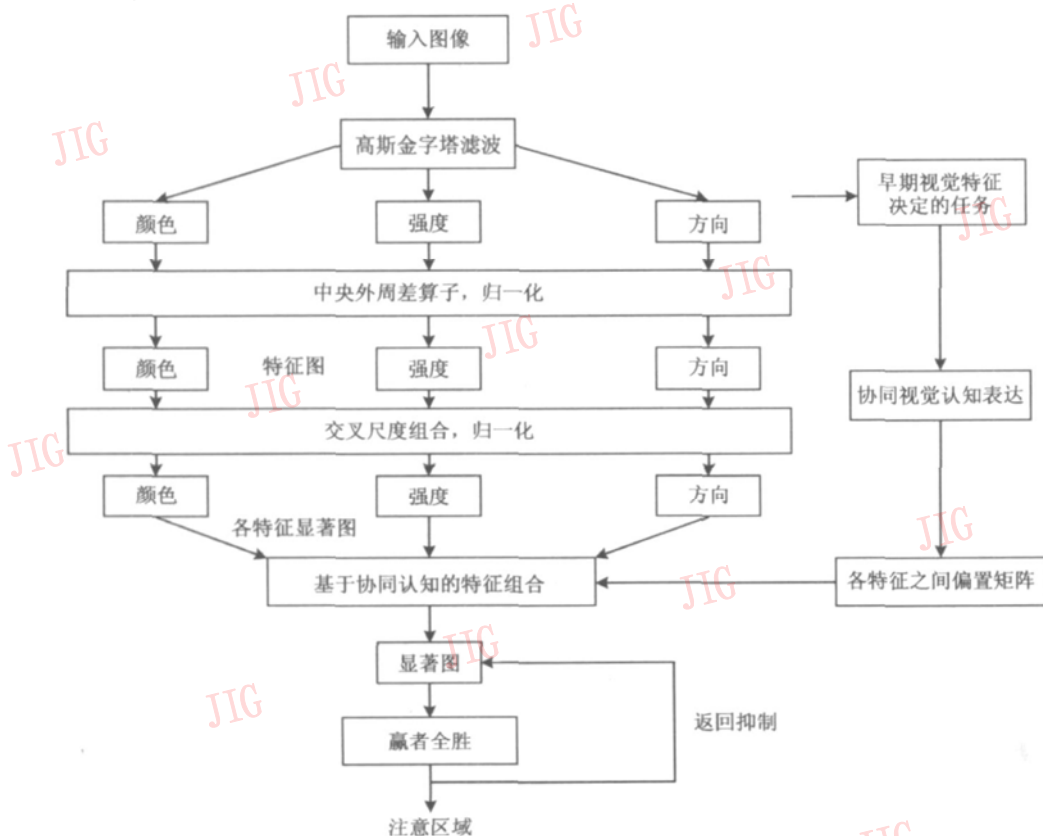 输入图像
高斯金字塔滤波
早期视觉特征
决定的任务
颜色
强度
方向
中央外周差算子，归一化
颜色
特征图
强度
方向
协同视觉认知表达
交叉尺度组合，归一化
颜色
强度
方向
各特征显著图
基于协同认知的特征组合
各特征之间偏置矩阵
显著图
返回抑制
赢者全胜
注意区域
JIG
JIG
JIG
JIG
JIG
JIG
JIG
JIG
JIG
JIG
JIG
JIG
JIG